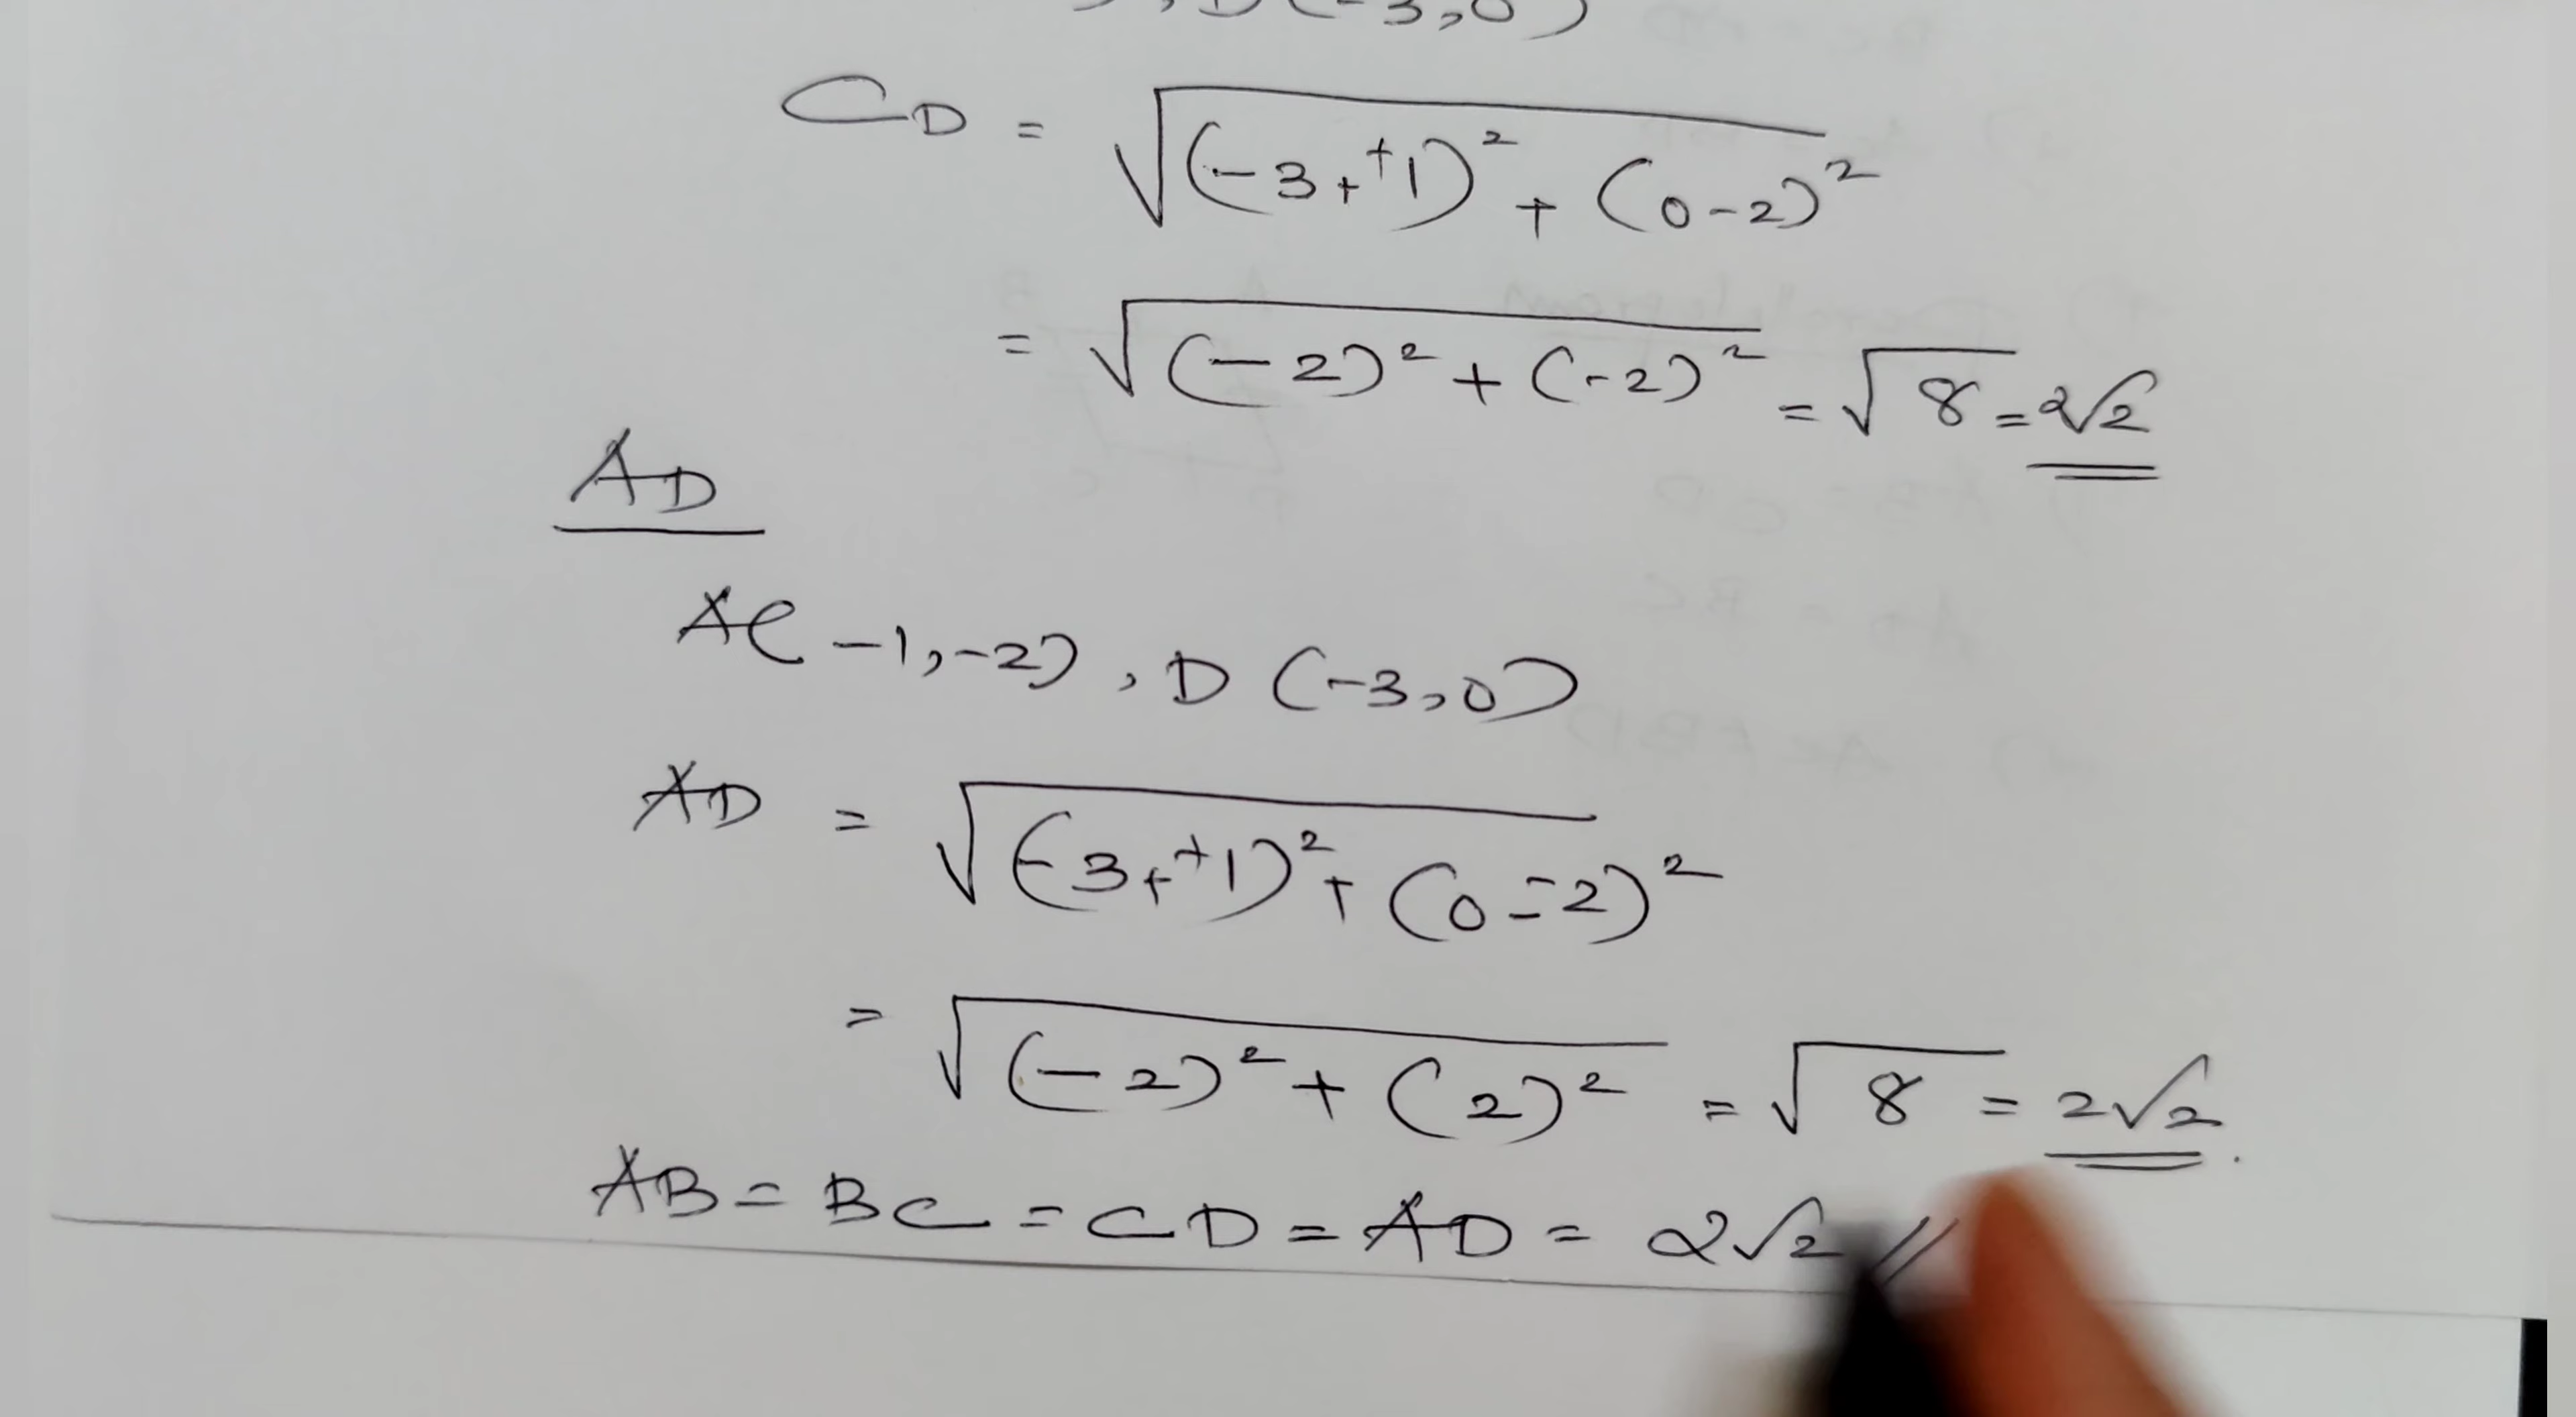 , D(-3,0)
CD = √(-3++1)² + (0-2)²
= √(-2)² + (-2)² = √8 = 2√2
AD
A(-1,-2), D(-3,0)
AD = √(-3++1)² + (0--2)²
= √(-2)² + (2)² = √8 = 2√2.
AB = BC = CD = AD = 2√2 //